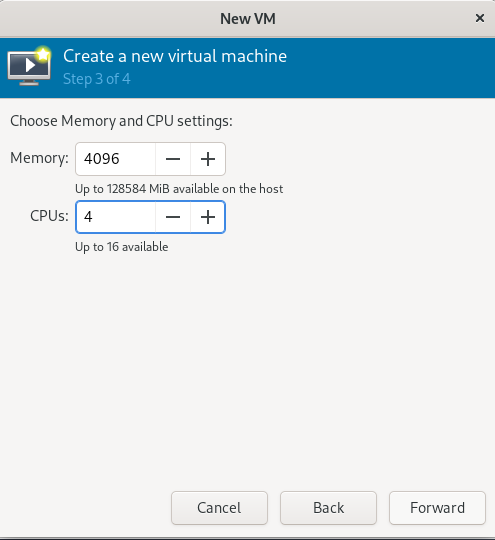 New VM
Create a new virtual machine
Step 3 of 4
Choose Memory and CPU settings:
Memory: 4096
Up to 128584 MiB available on the host
CPUs: 4
Up to 16 available
Cancel Back Forward